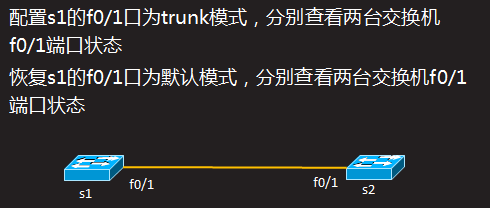 配置s1的f0/1口为trunk模式，分别查看两台交换机
f0/1端口状态
恢复s1的f0/1口为默认模式，分别查看两台交换机f0/1
端口状态
f0/1 f0/1
s1 s2